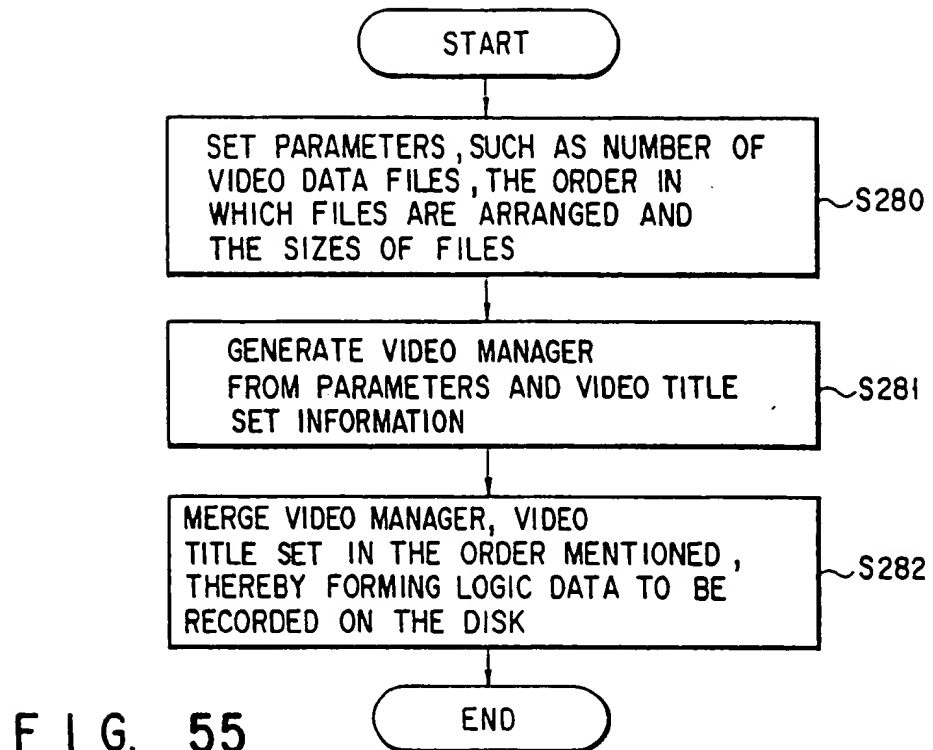 START
SET PARAMETERS, SUCH AS NUMBER OF
VIDEO DATA FILES, THE ORDER IN
WHICH FILES ARE ARRANGED AND
THE SIZES OF FILES
S280
GENERATE VIDEO MANAGER
FROM PARAMETERS AND VIDEO TITLE
SET INFORMATION
S281
MERGE VIDEO MANAGER, VIDEO
TITLE SET IN THE ORDER MENTIONED,
THEREBY FORMING LOGIC DATA TO BE
RECORDED ON THE DISK
S282
END
FIG. 55